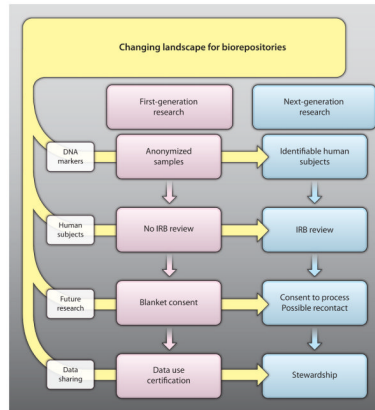 Changing landscape for biorepositories
First-generation
research
Next-generation
research
DNA
markers
Anonymized
samples
Identifiable human
subjects
Human
subjects
No IRB review
IRB review
Future
research
Blanket consent
Consent to process
Possible recontact
Data
sharing
Data use
certification
Stewardship